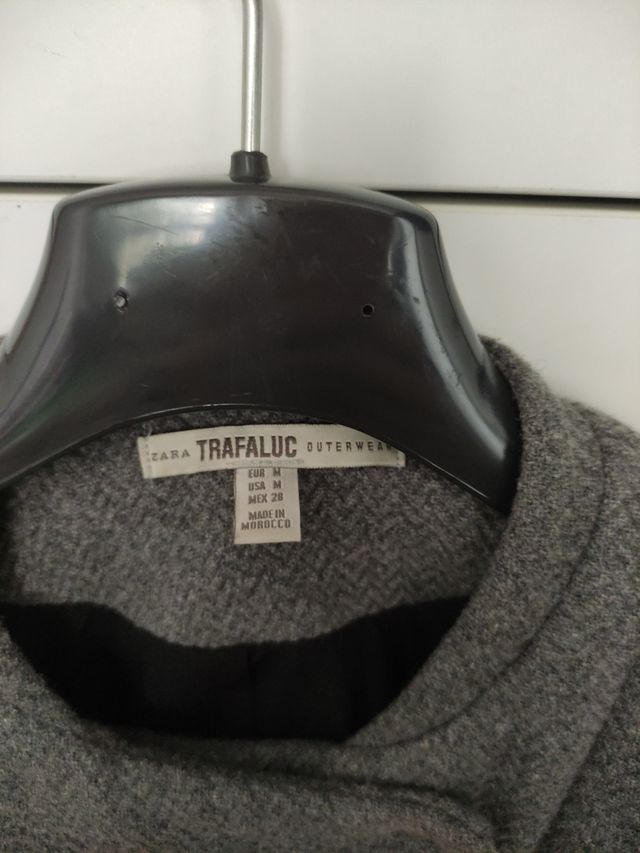 ZARA TRAFALUC OUTERWEAR
EUR M
USA M
MEX 28
MADE IN
MOROCCO